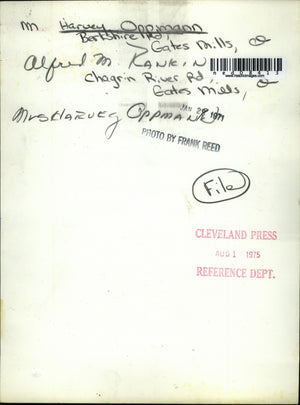 Mr. Harvey Oppmann
Berkshire Rd,
Gates Mills, O
Alfred M. Rankin
Chagrin River Rd,
Gates Mills, O
Mrs Harvey Oppmann
JAN 29 1971
PHOTO BY FRANK REED
File
CLEVELAND PRESS
AUG 1 1975
REFERENCE DEPT.